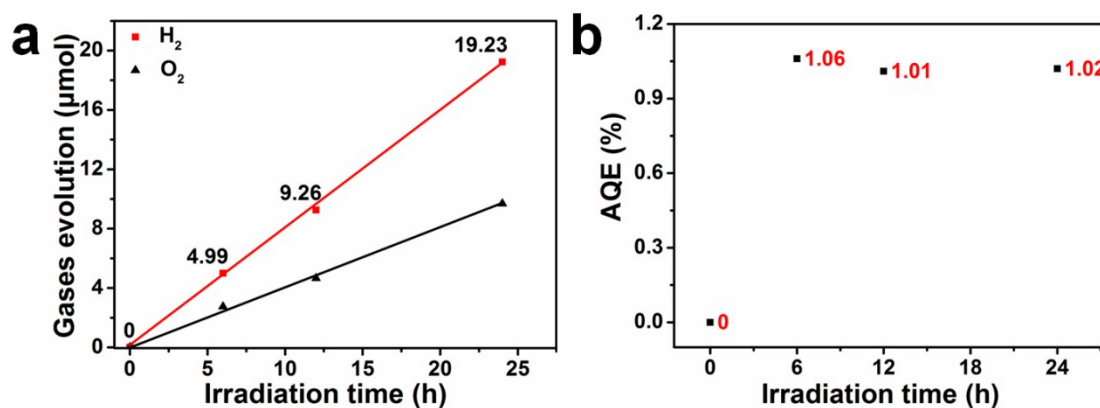 a
H₂
O₂
Gases evolution (μmol)
20
16
12
8
4
0
0
4.99
9.26
19.23
0 5 10 15 20 25
Irradiation time (h)
b
AQE (%)
1.2
0.9
0.6
0.3
0.0
0
1.06
1.01
1.02
0 6 12 18 24
Irradiation time (h)